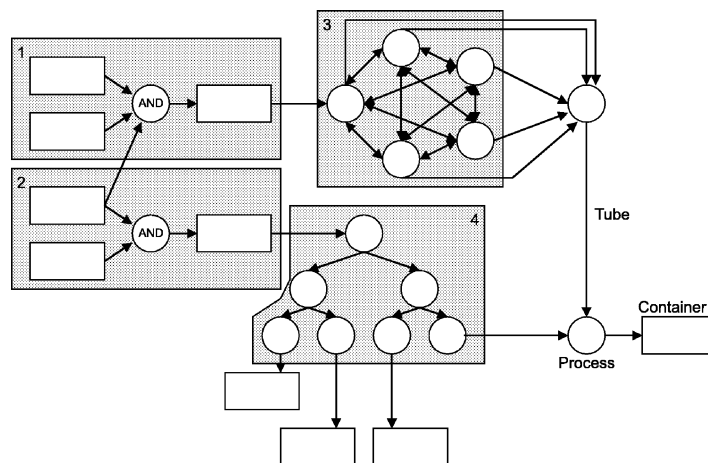 1
AND
2
AND
3
4
Tube
Container
Process